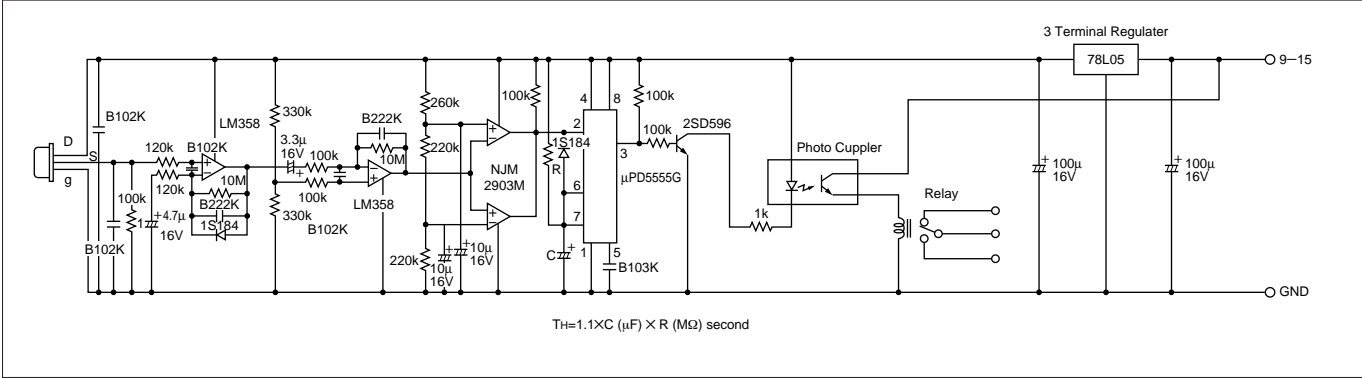 3 Terminal Regulater
78L05
9–15
D
S
g
B102K
LM358
B102K
120k
120k
100k
1
+4.7μ
16V
B102K
10M
B222K
1S184
330k
330k
3.3μ
16V
+
100k
100k
B222K
10M
LM358
B102K
260k
220k
220k
+
10μ
16V
+
10μ
16V
NJM
2903M
100k
1S184
R
C
+
4
8
2
3
6
7
1
5
μPD5555G
B103K
100k
100k
2SD596
1k
Photo Cuppler
Relay
+
100μ
16V
+
100μ
16V
GND
TH=1.1×C (μF) × R (MΩ) second